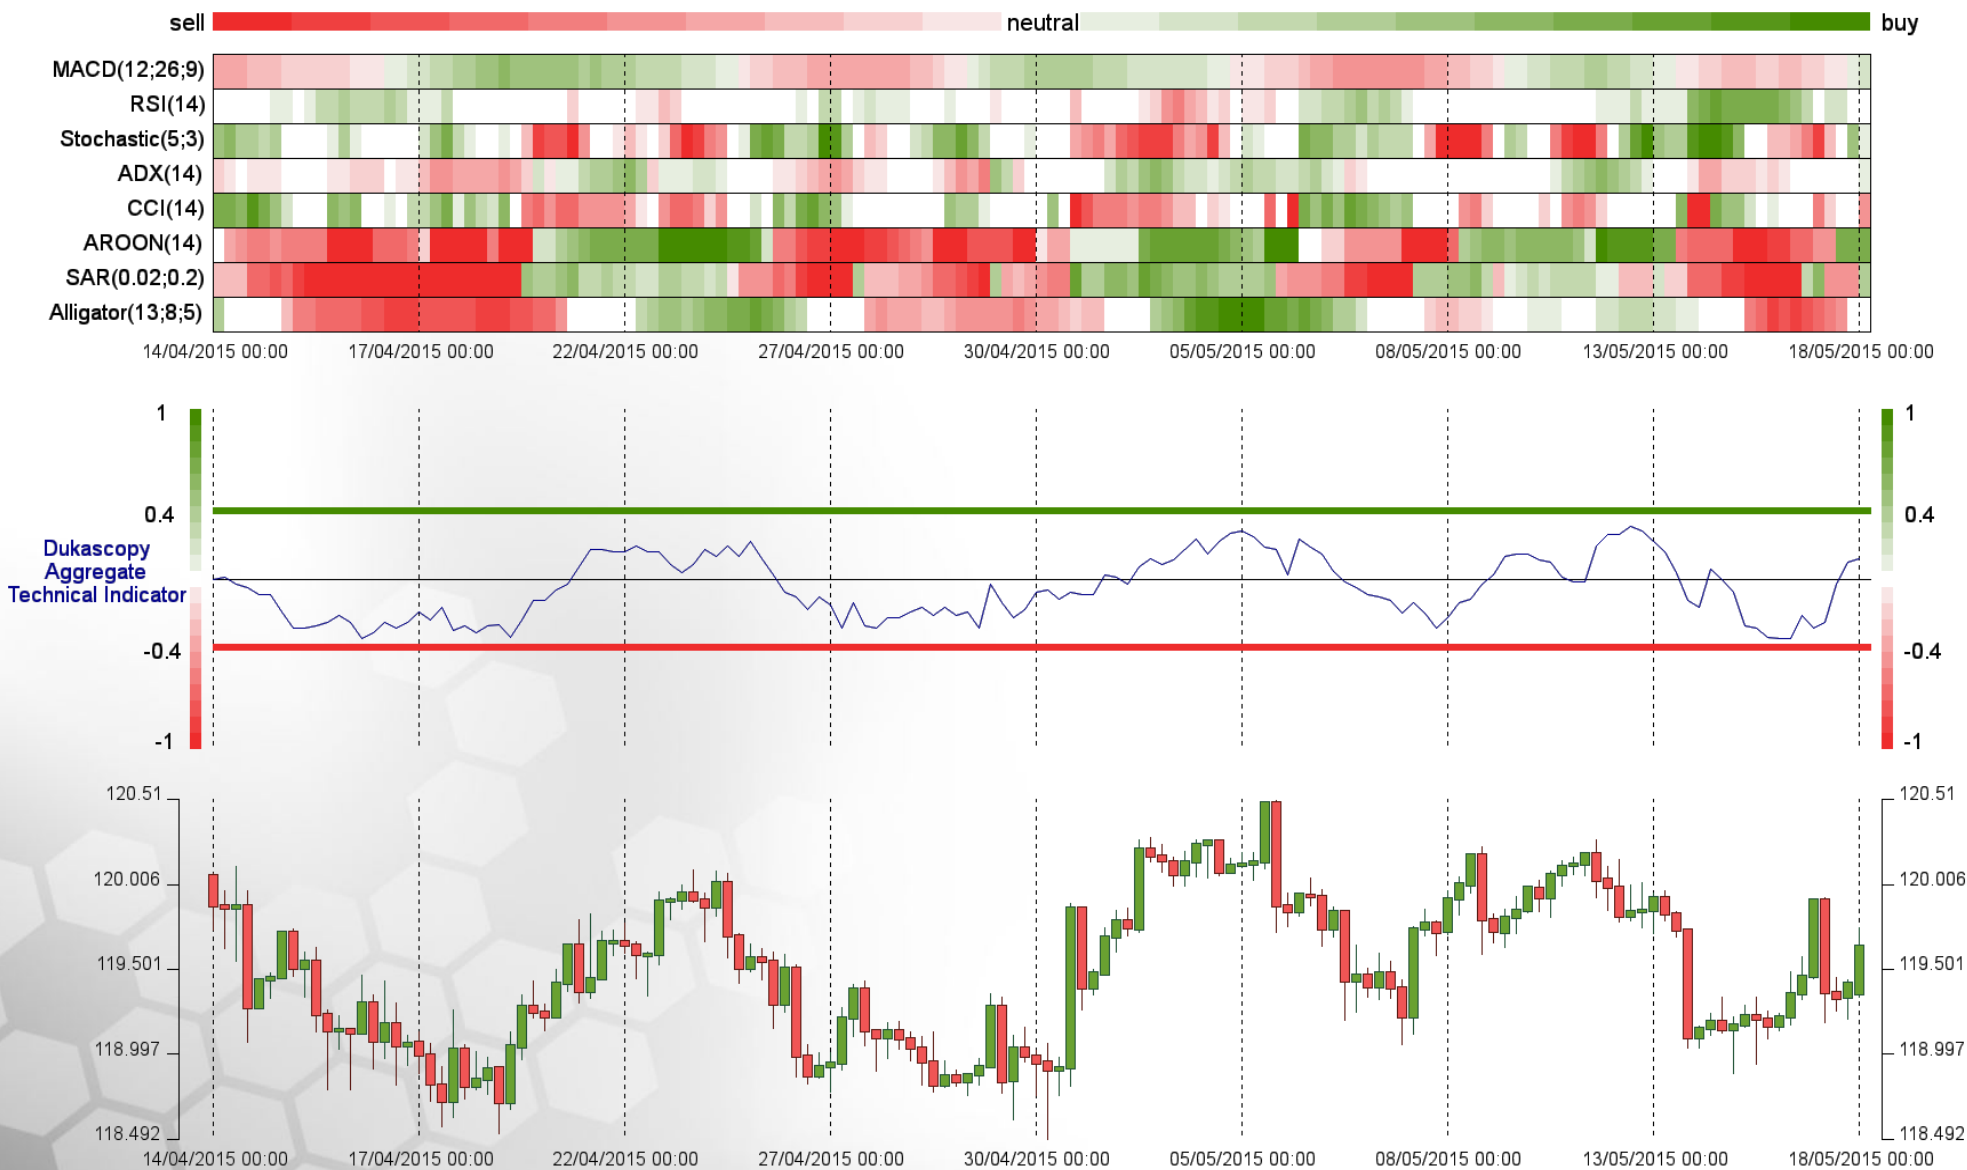 sell neutral buy
MACD(12;26;9)
RSI(14)
Stochastic(5;3)
ADX(14)
CCI(14)
AROON(14)
SAR(0.02;0.2)
Alligator(13;8;5)
14/04/2015 00:00 17/04/2015 00:00 22/04/2015 00:00 27/04/2015 00:00 30/04/2015 00:00 05/05/2015 00:00 08/05/2015 00:00 13/05/2015 00:00 18/05/2015 00:00
1 1
0.4 0.4
Dukascopy
Aggregate
Technical Indicator
-0.4 -0.4
-1 -1
120.51 120.51
120.006 120.006
119.501 119.501
118.997 118.997
118.492 118.492
14/04/2015 00:00 17/04/2015 00:00 22/04/2015 00:00 27/04/2015 00:00 30/04/2015 00:00 05/05/2015 00:00 08/05/2015 00:00 13/05/2015 00:00 18/05/2015 00:00